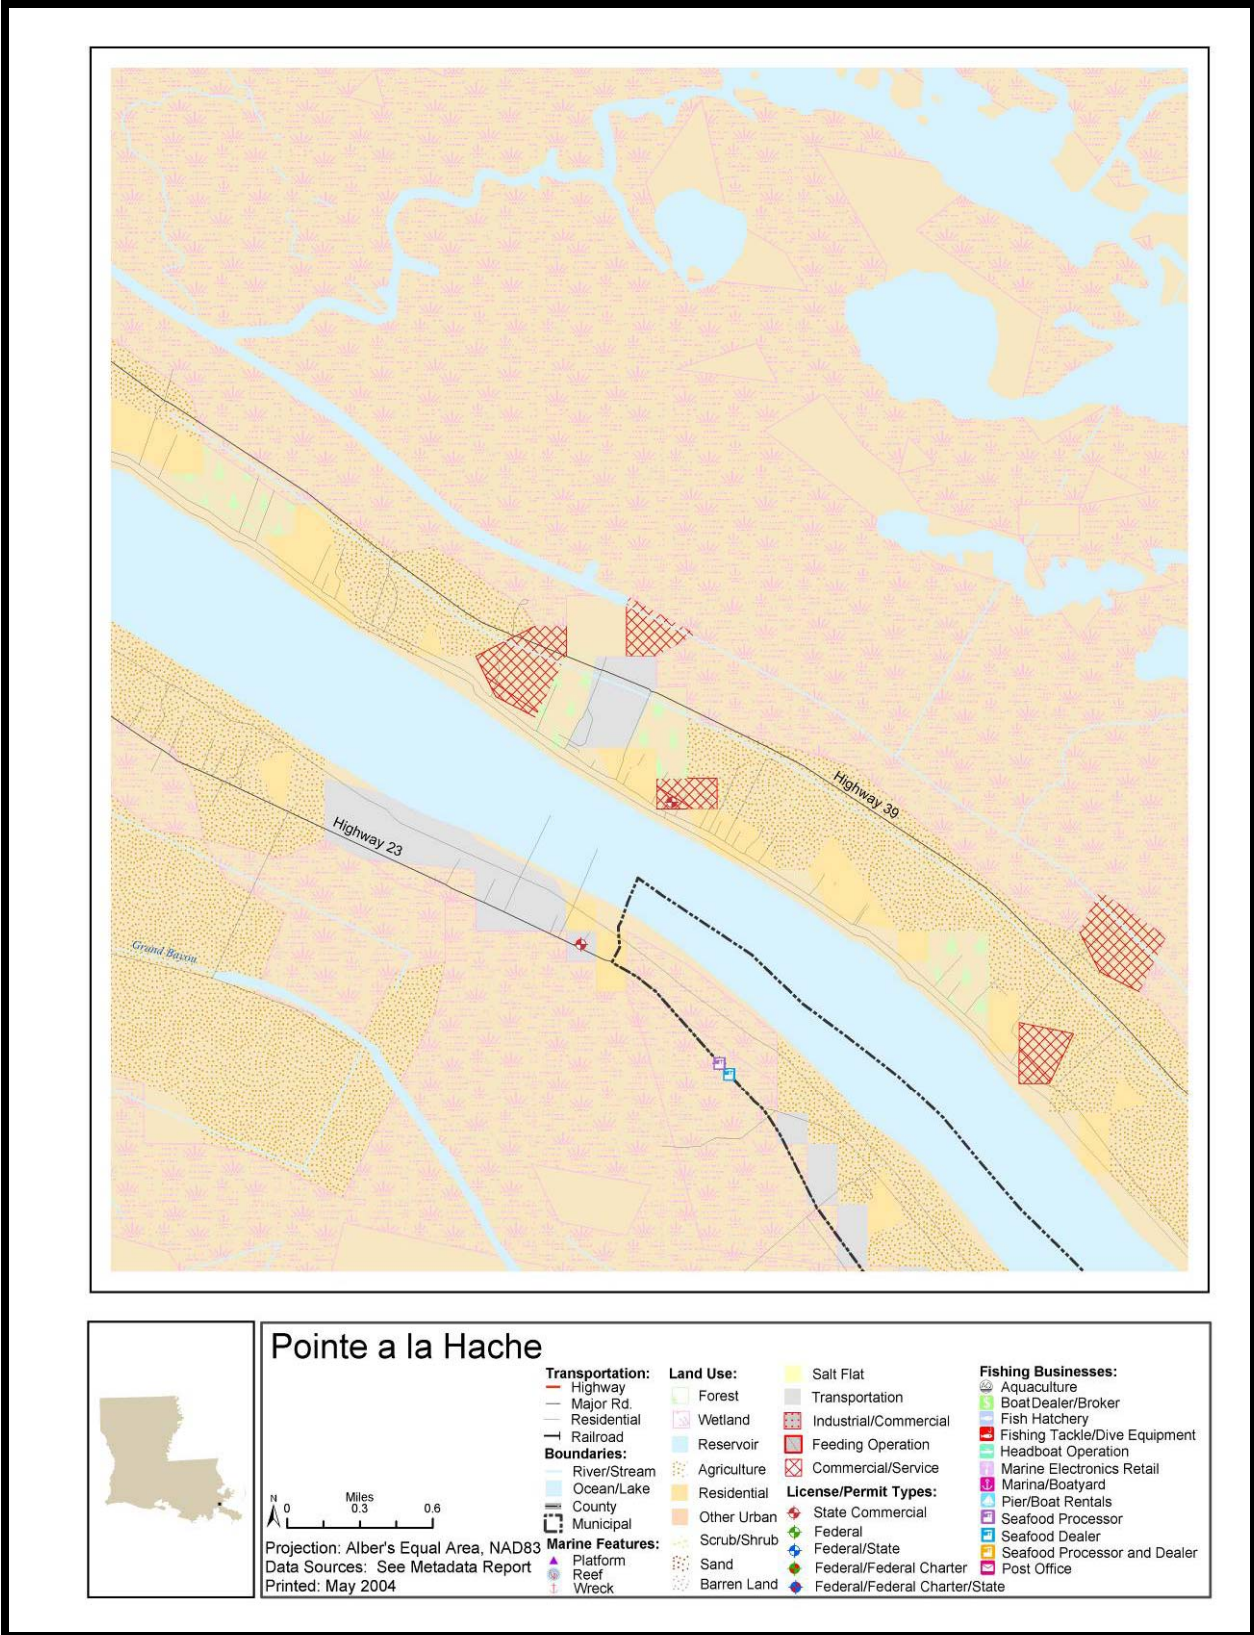 Highway 39
Highway 23
Grand Bayou
Pointe a la Hache
N
Miles
0 0.3 0.6
Projection: Alber's Equal Area, NAD83
Data Sources: See Metadata Report
Printed: May 2004
Transportation:
Highway
Major Rd.
Residential
Railroad
Boundaries:
River/Stream
Ocean/Lake
County
Municipal
Marine Features:
Platform
Reef
Wreck
Land Use:
Forest
Wetland
Reservoir
Agriculture
Residential
Other Urban
Scrub/Shrub
Sand
Barren Land
Salt Flat
Transportation
Industrial/Commercial
Feeding Operation
Commercial/Service
License/Permit Types:
State Commercial
Federal
Federal/State
Federal/Federal Charter
Federal/Federal Charter/State
Fishing Businesses:
Aquaculture
BoatDealer/Broker
Fish Hatchery
Fishing Tackle/Dive Equipment
Headboat Operation
Marine Electronics Retail
Marina/Boatyard
Pier/Boat Rentals
Seafood Processor
Seafood Dealer
Seafood Processor and Dealer
Post Office